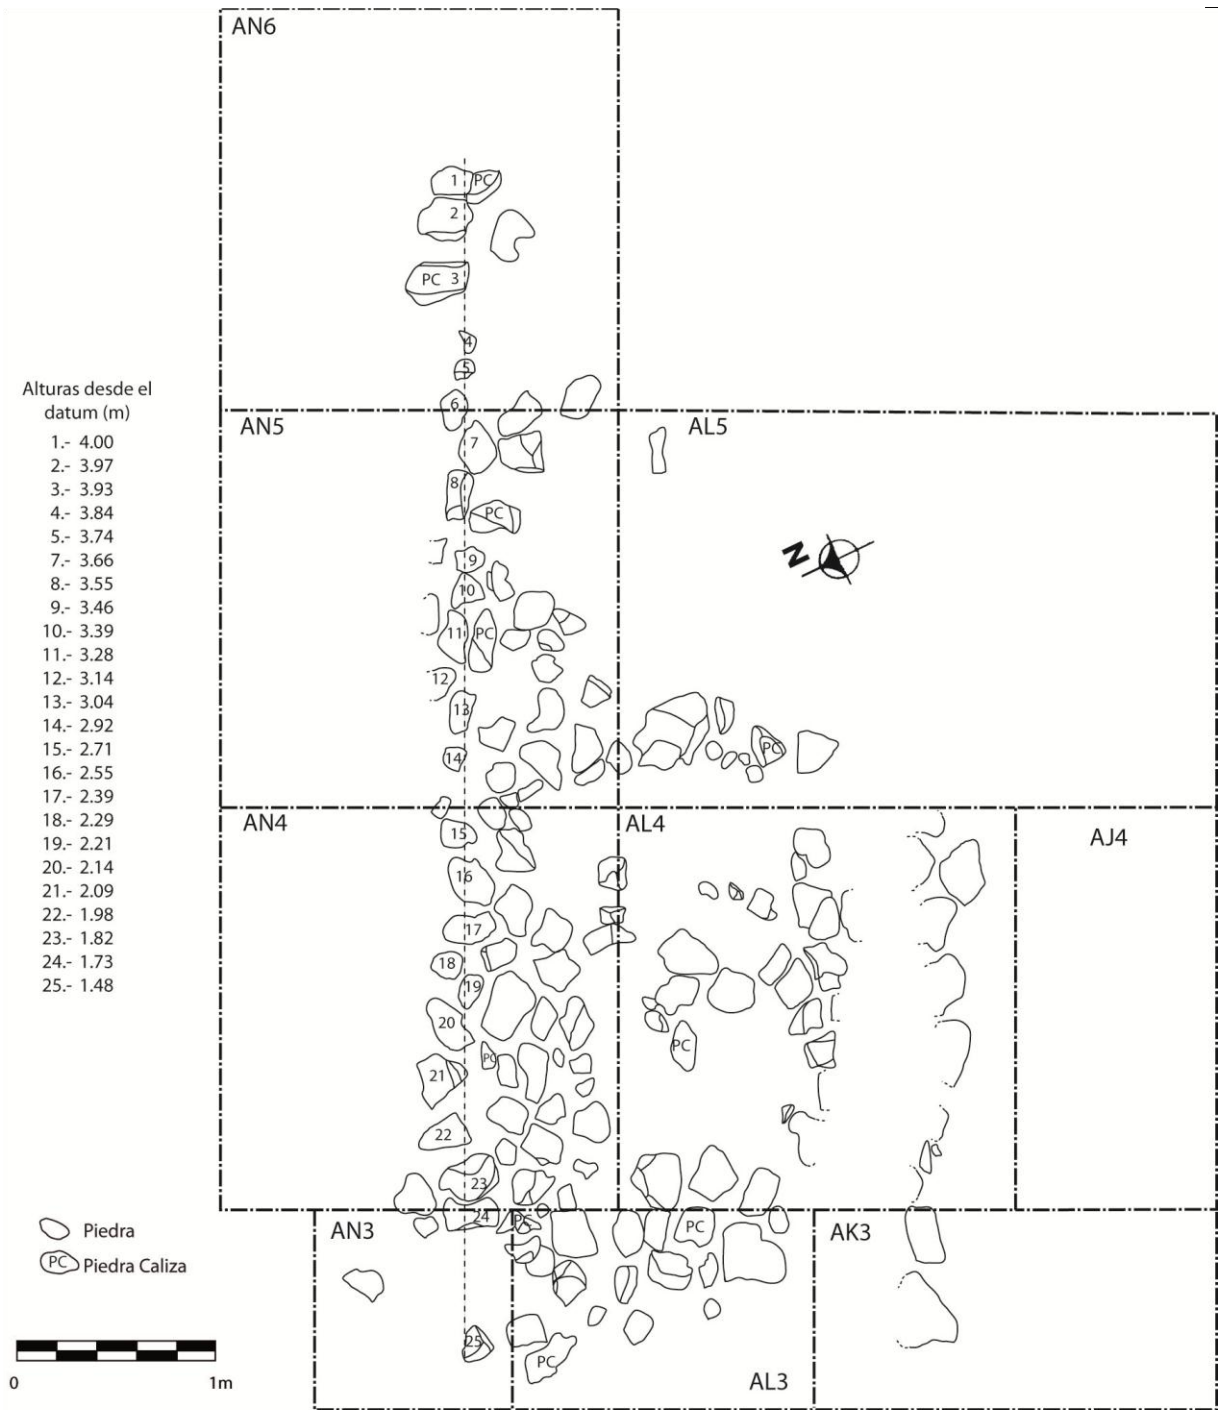 AN6
1 PC
2
PC 3
4
5
6
AN5
AL5
7
8
PC
N
9
10
11 PC
12
13
PC
14
AN4
AL4
AJ4
15
16
17
18
19
20
PC
PC
21
22
23
24 PC
PC
AN3
AK3
25
PC
AL3
Alturas desde el
datum (m)
1.- 4.00
2.- 3.97
3.- 3.93
4.- 3.84
5.- 3.74
7.- 3.66
8.- 3.55
9.- 3.46
10.- 3.39
11.- 3.28
12.- 3.14
13.- 3.04
14.- 2.92
15.- 2.71
16.- 2.55
17.- 2.39
18.- 2.29
19.- 2.21
20.- 2.14
21.- 2.09
22.- 1.98
23.- 1.82
24.- 1.73
25.- 1.48
Piedra
PC Piedra Caliza
0 1m